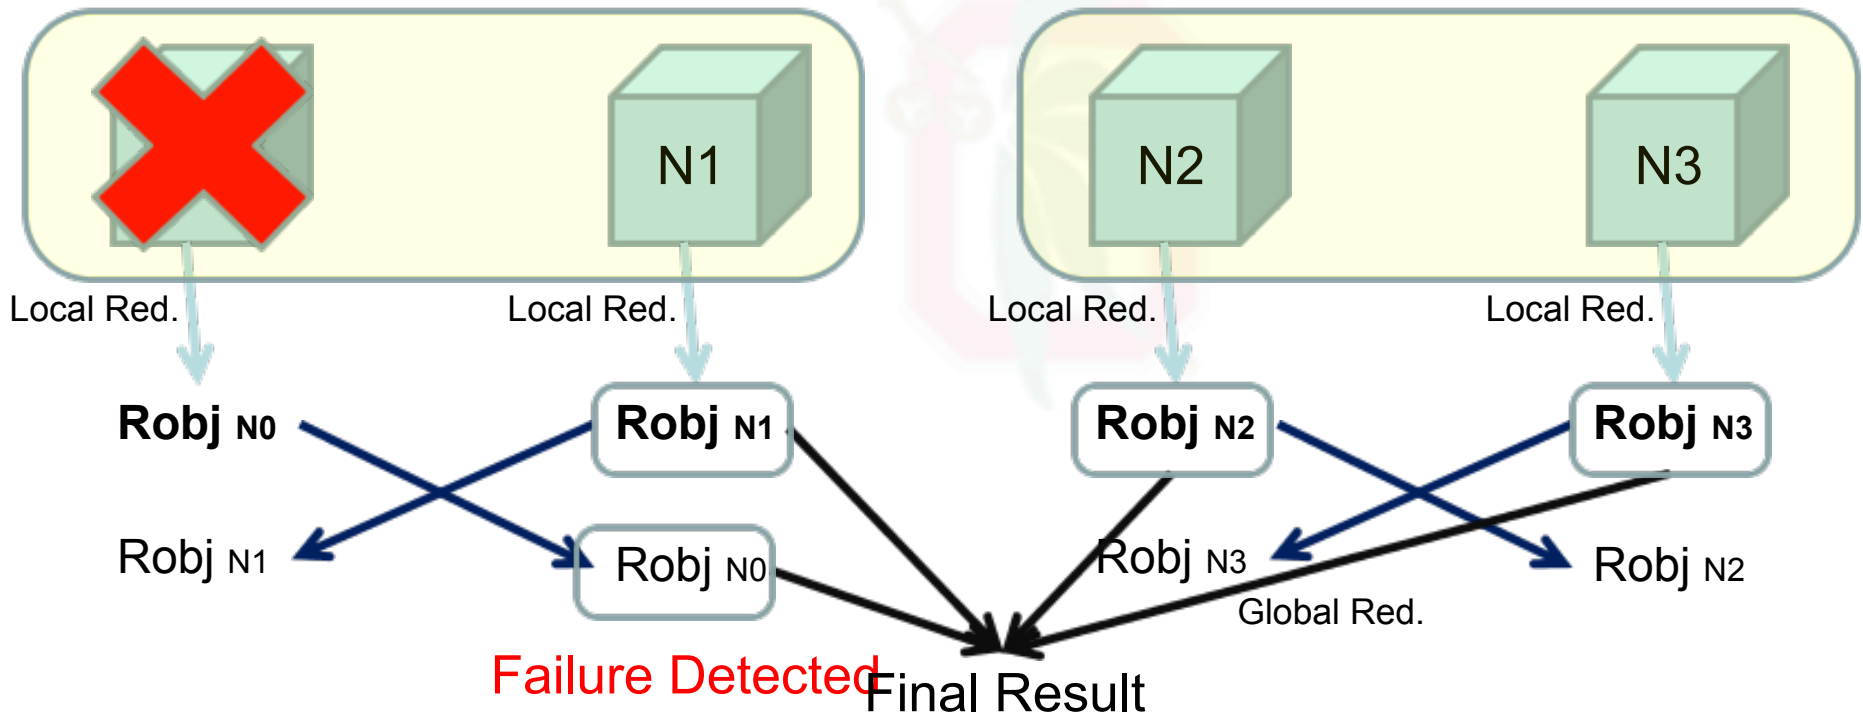 N1
N2
N3
Local Red.
Local Red.
Local Red.
Local Red.
Robj N0
Robj N1
Robj N2
Robj N3
Robj N1
Robj N0
Robj N3
Robj N2
Global Red.
Failure Detected
Final Result